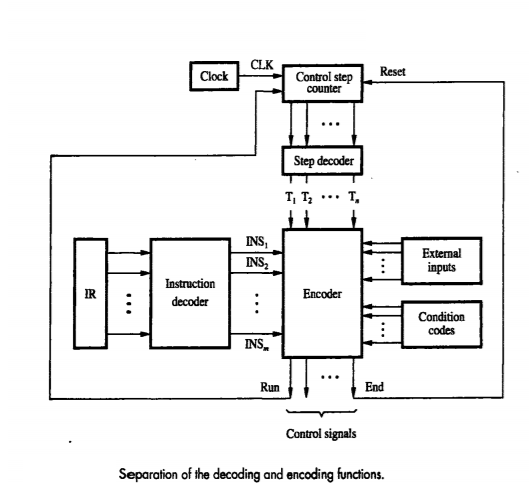 CLK
Clock
Control step
counter
Reset
...
Step decoder
T₁ T₂ ... Tₙ
INS₁
INS₂
INSₘ
IR
Instruction
decoder
Encoder
External
inputs
Condition
codes
Run
...
End
Control signals
Separation of the decoding and encoding functions.